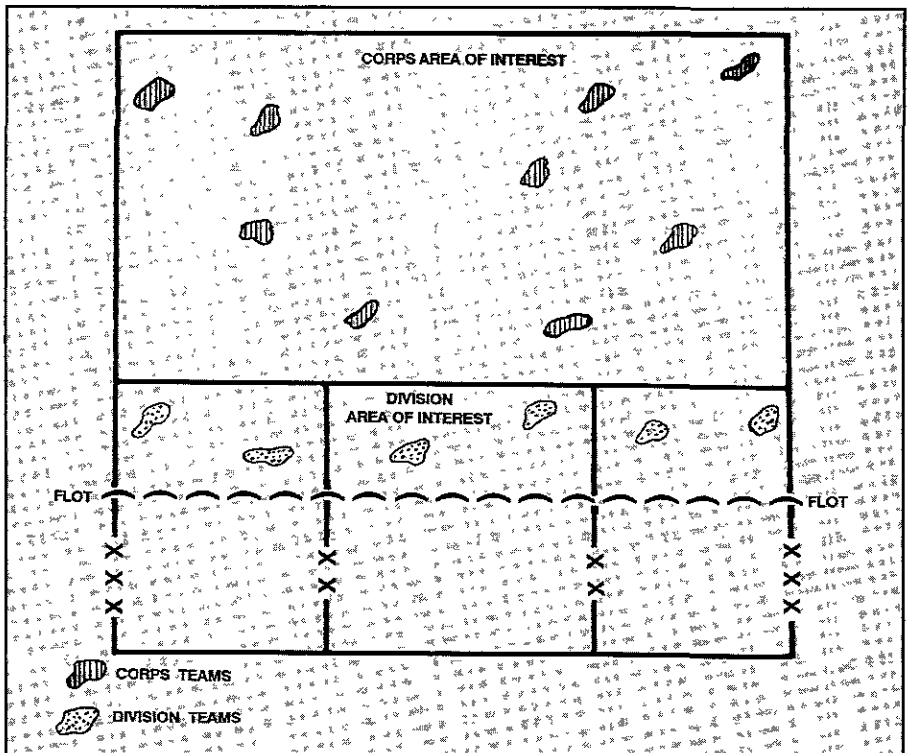 CORPS AREA OF INTEREST
DIVISION
AREA OF INTEREST
FLOT
FLOT
X
X
X
X
X
X
X
X
X
X
CORPS TEAMS
DIVISION TEAMS